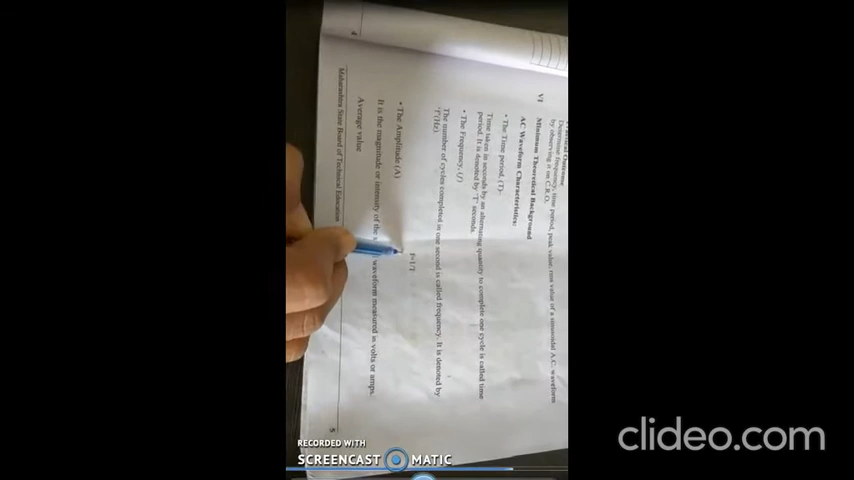 Practical Outcome
Determine frequency, time period, peak value, rms value of a sinusoidal A.C. waveform
by observing it on C.R.O.
VI Minimum Theoretical Background
AC Waveform Characteristics:
• The Time period, (T)-
Time taken in seconds by an alternating quantity to complete one cycle is called time
period. It is denoted by "T" seconds.
• The Frequency, (f)
The number of cycles completed in one second is called frequency. It is denoted by
'f'(Hz)
f=1/T
• The Amplitude (A)
It is the magnitude or intensity of the waveform measured in volts or amps.
Average value
Maharashtra State Board of Technical Education
5
4
RECORDED WITH
SCREENCAST MATIC
clideo.com